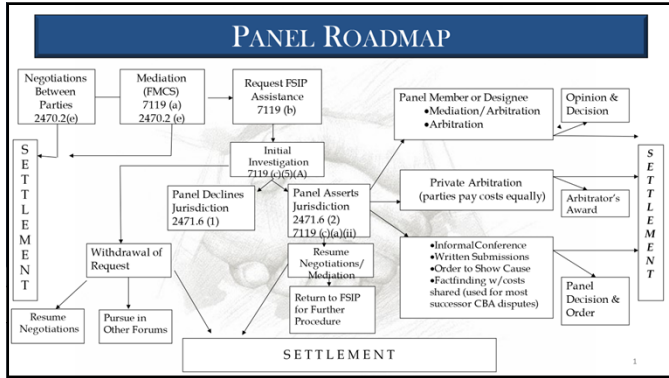 PANEL ROADMAP
Negotiations
Between
Parties
2470.2(e)
Mediation
(FMCS)
7119 (a)
2470.2 (e)
Request FSIP
Assistance
7119 (b)
Panel Member or Designee
•Mediation/Arbitration
•Arbitration
Opinion &
Decision
SETTLEMENT
Initial
Investigation
7119 (c)(5)(A)
Panel Declines
Jurisdiction
2471.6 (1)
Panel Asserts
Jurisdiction
2471.6 (2)
7119 (c)(a)(ii)
Private Arbitration
(parties pay costs equally)
Arbitrator's
Award
SETTLEMENT
Withdrawal of
Request
Resume
Negotiations/
Mediation
•InformalConference
•Written Submissions
•Order to Show Cause
•Factfinding w/costs
shared (used for most
successor CBA disputes)
Panel
Decision &
Order
Resume
Negotiations
Pursue in
Other Forums
Return to FSIP
for Further
Procedure
SETTLEMENT
1